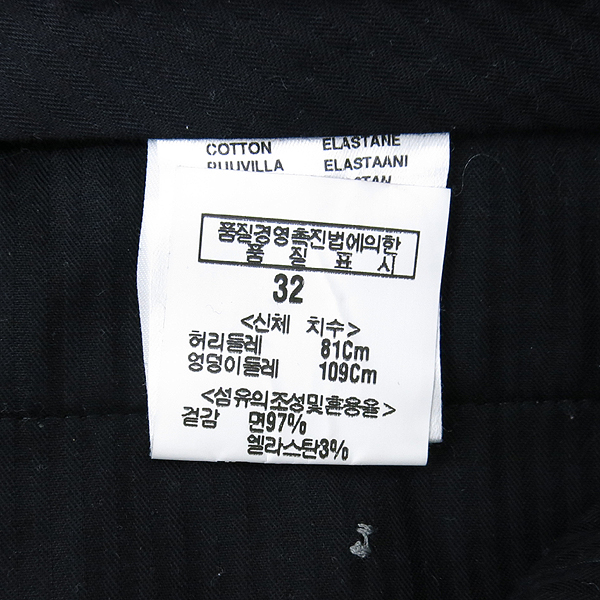 COTTON ELASTANE
PUUVILLA ELASTAANI
품질경영촉진법에의한
품 질 표 시
32
<신체 치수>
허리둘레 81Cm
엉덩이둘레 109Cm
<섬유의조성및혼용율>
겉감 면97%
엘라스탄3%